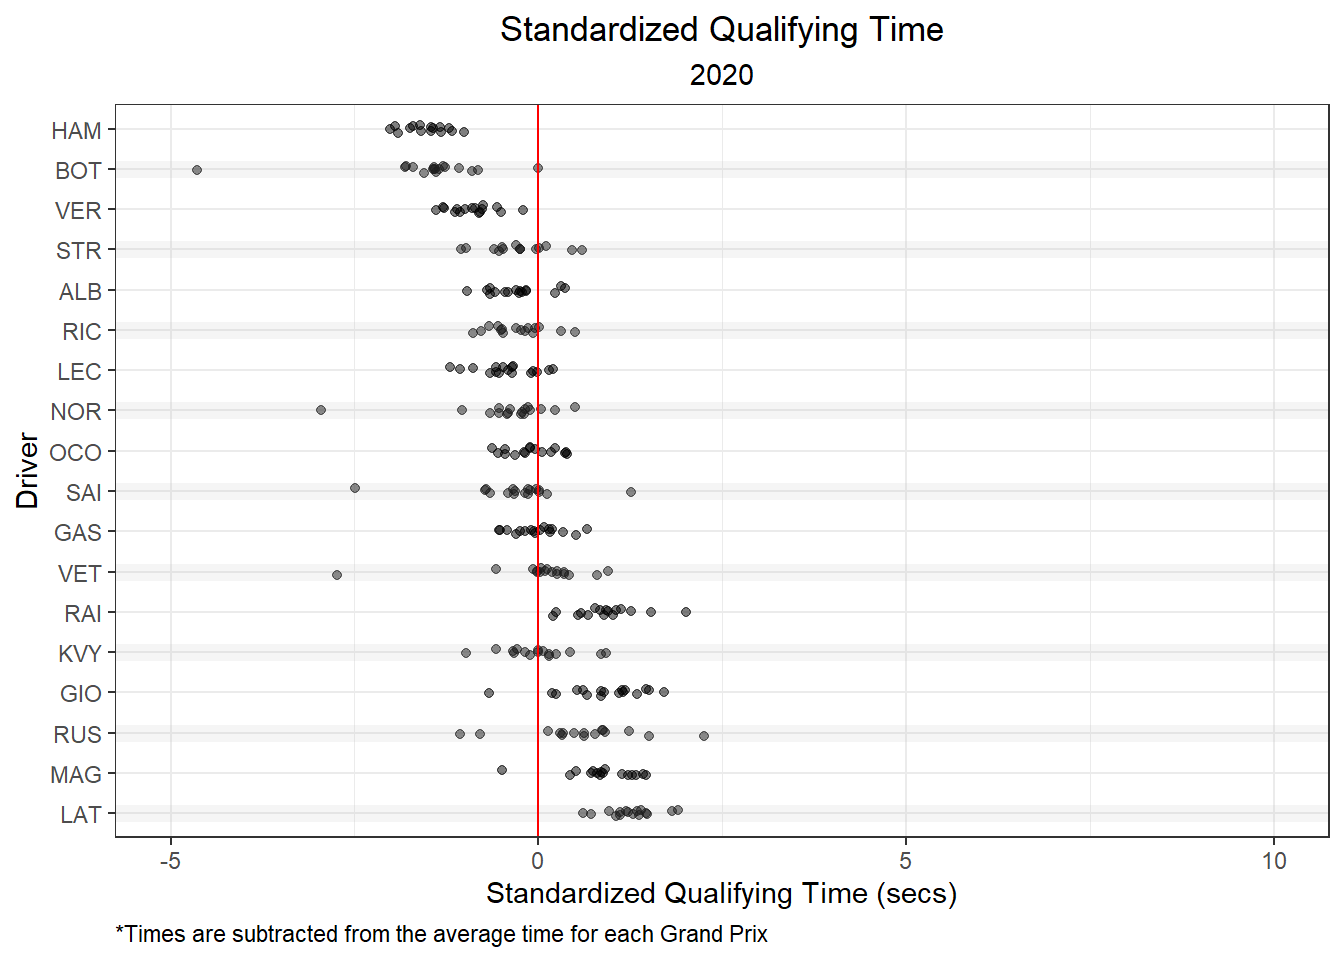 Standardized Qualifying Time
2020
Driver
HAM
BOT
VER
STR
ALB
RIC
LEC
NOR
OCO
SAI
GAS
VET
RAI
KVY
GIO
RUS
MAG
LAT
-5 0 5 10
Standardized Qualifying Time (secs)
*Times are subtracted from the average time for each Grand Prix